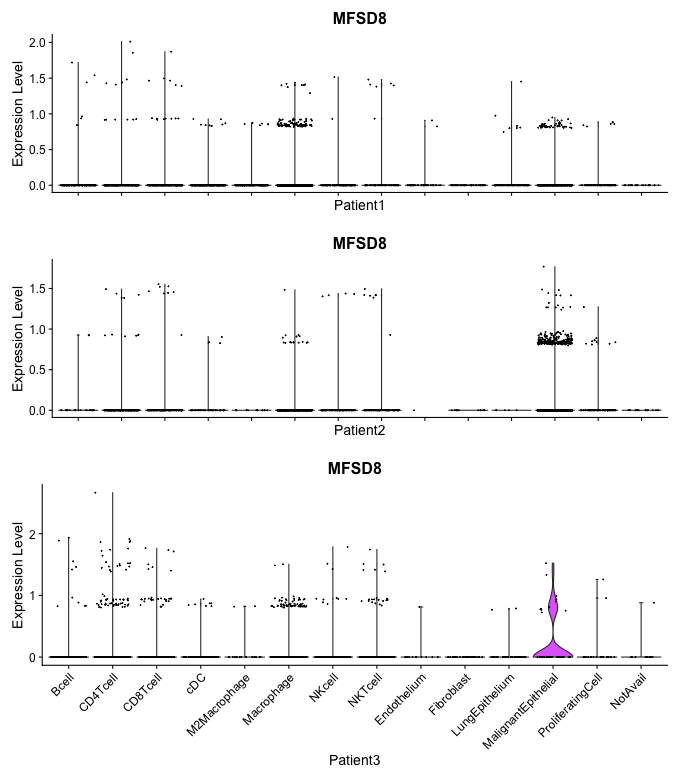 MFSD8
Expression Level
2.0
1.5
1.0
0.5
0.0
Patient1
MFSD8
Expression Level
1.5
1.0
0.5
0.0
Patient2
MFSD8
Expression Level
2
1
0
Bcell
CD4Tcell
CD8Tcell
cDC
M2Macrophage
Macrophage
NKcell
NKTcell
Endothelium
Fibroblast
LungEpithelium
MalignantEpithelial
ProliferatingCell
NotAvail
Patient3